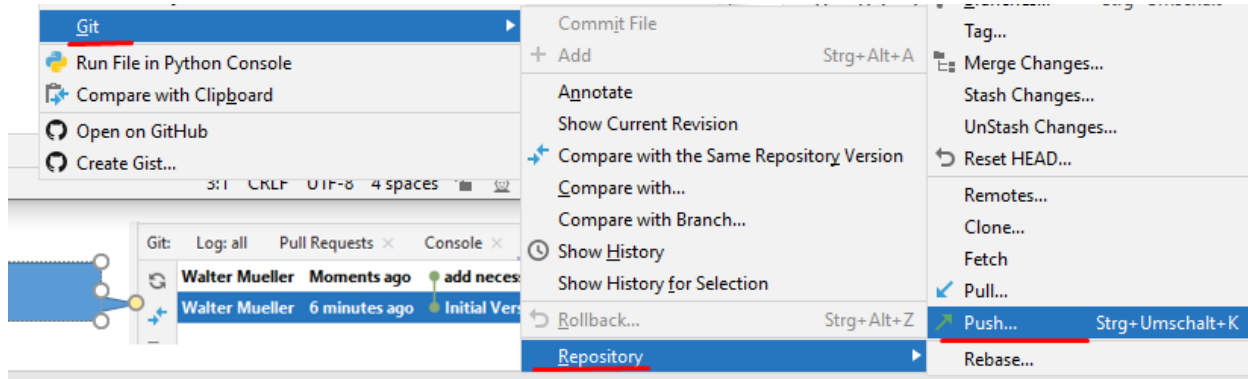 Git
Run File in Python Console
Compare with Clipboard
Open on GitHub
Create Gist...
3:1 CRLF UTF-8 4 spaces
Git: Log: all Pull Requests Console
Walter Mueller Moments ago add neces
Walter Mueller 6 minutes ago Initial Vers
Commit File
Add Strg+Alt+A
Annotate
Show Current Revision
Compare with the Same Repository Version
Compare with...
Compare with Branch...
Show History
Show History for Selection
Rollback... Strg+Alt+Z
Repository
Tag...
Merge Changes...
Stash Changes...
UnStash Changes...
Reset HEAD...
Remotes...
Clone...
Fetch
Pull...
Push... Strg+Umschalt+K
Rebase...